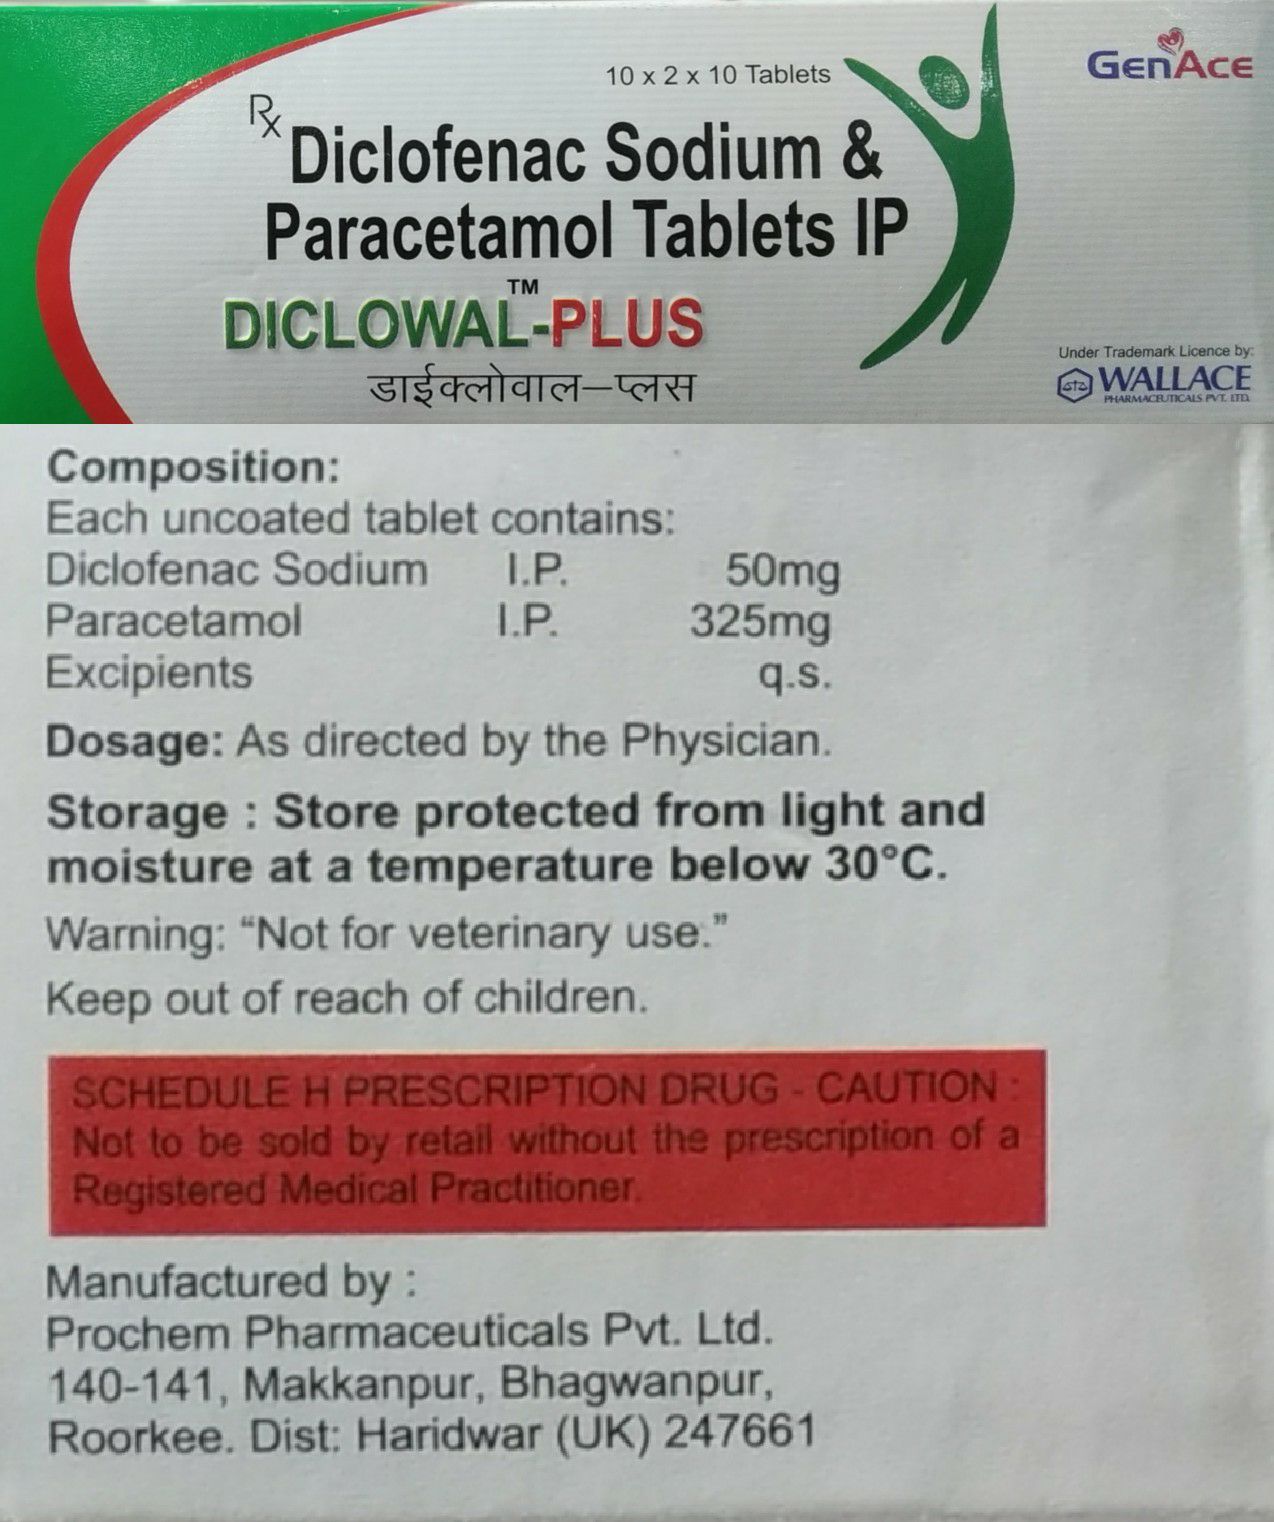 10 x 2 x 10 Tablets
GenAce
Rx Diclofenac Sodium &
Paracetamol Tablets IP
DICLOWAL™-PLUS
डाईक्लोवाल–प्लस
Under Trademark Licence by:
WALLACE
PHARMACEUTICALS PVT. LTD.
Composition:
Each uncoated tablet contains:
Diclofenac Sodium I.P. 50mg
Paracetamol I.P. 325mg
Excipients q.s.
Dosage: As directed by the Physician.
Storage : Store protected from light and
moisture at a temperature below 30°C.
Warning: “Not for veterinary use.”
Keep out of reach of children.
SCHEDULE H PRESCRIPTION DRUG - CAUTION :
Not to be sold by retail without the prescription of a
Registered Medical Practitioner.
Manufactured by :
Prochem Pharmaceuticals Pvt. Ltd.
140-141, Makkanpur, Bhagwanpur,
Roorkee. Dist: Haridwar (UK) 247661